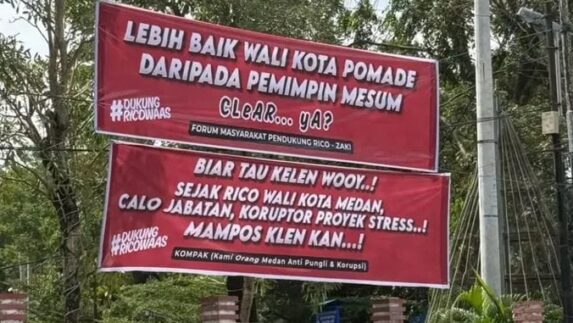 LEBIH BAIK WALI KOTA POMADE
DARIPADA PEMIMPIN MESUM
CLeAR... yA?
#DUKUNG
RICOWAAS
FORUM MASYARAKAT PENDUKUNG RICO - ZAKI
BIAR TAU KELEN WOOY..!
SEJAK RICO WALI KOTA MEDAN,
CALO JABATAN, KORUPTOR PROYEK STRESS..!
MAMPOS KLEN KAN...!
#DUKUNG
RICOWAAS
KOMPAK (Kami Orang Medan Anti Pungli & Korupsi)